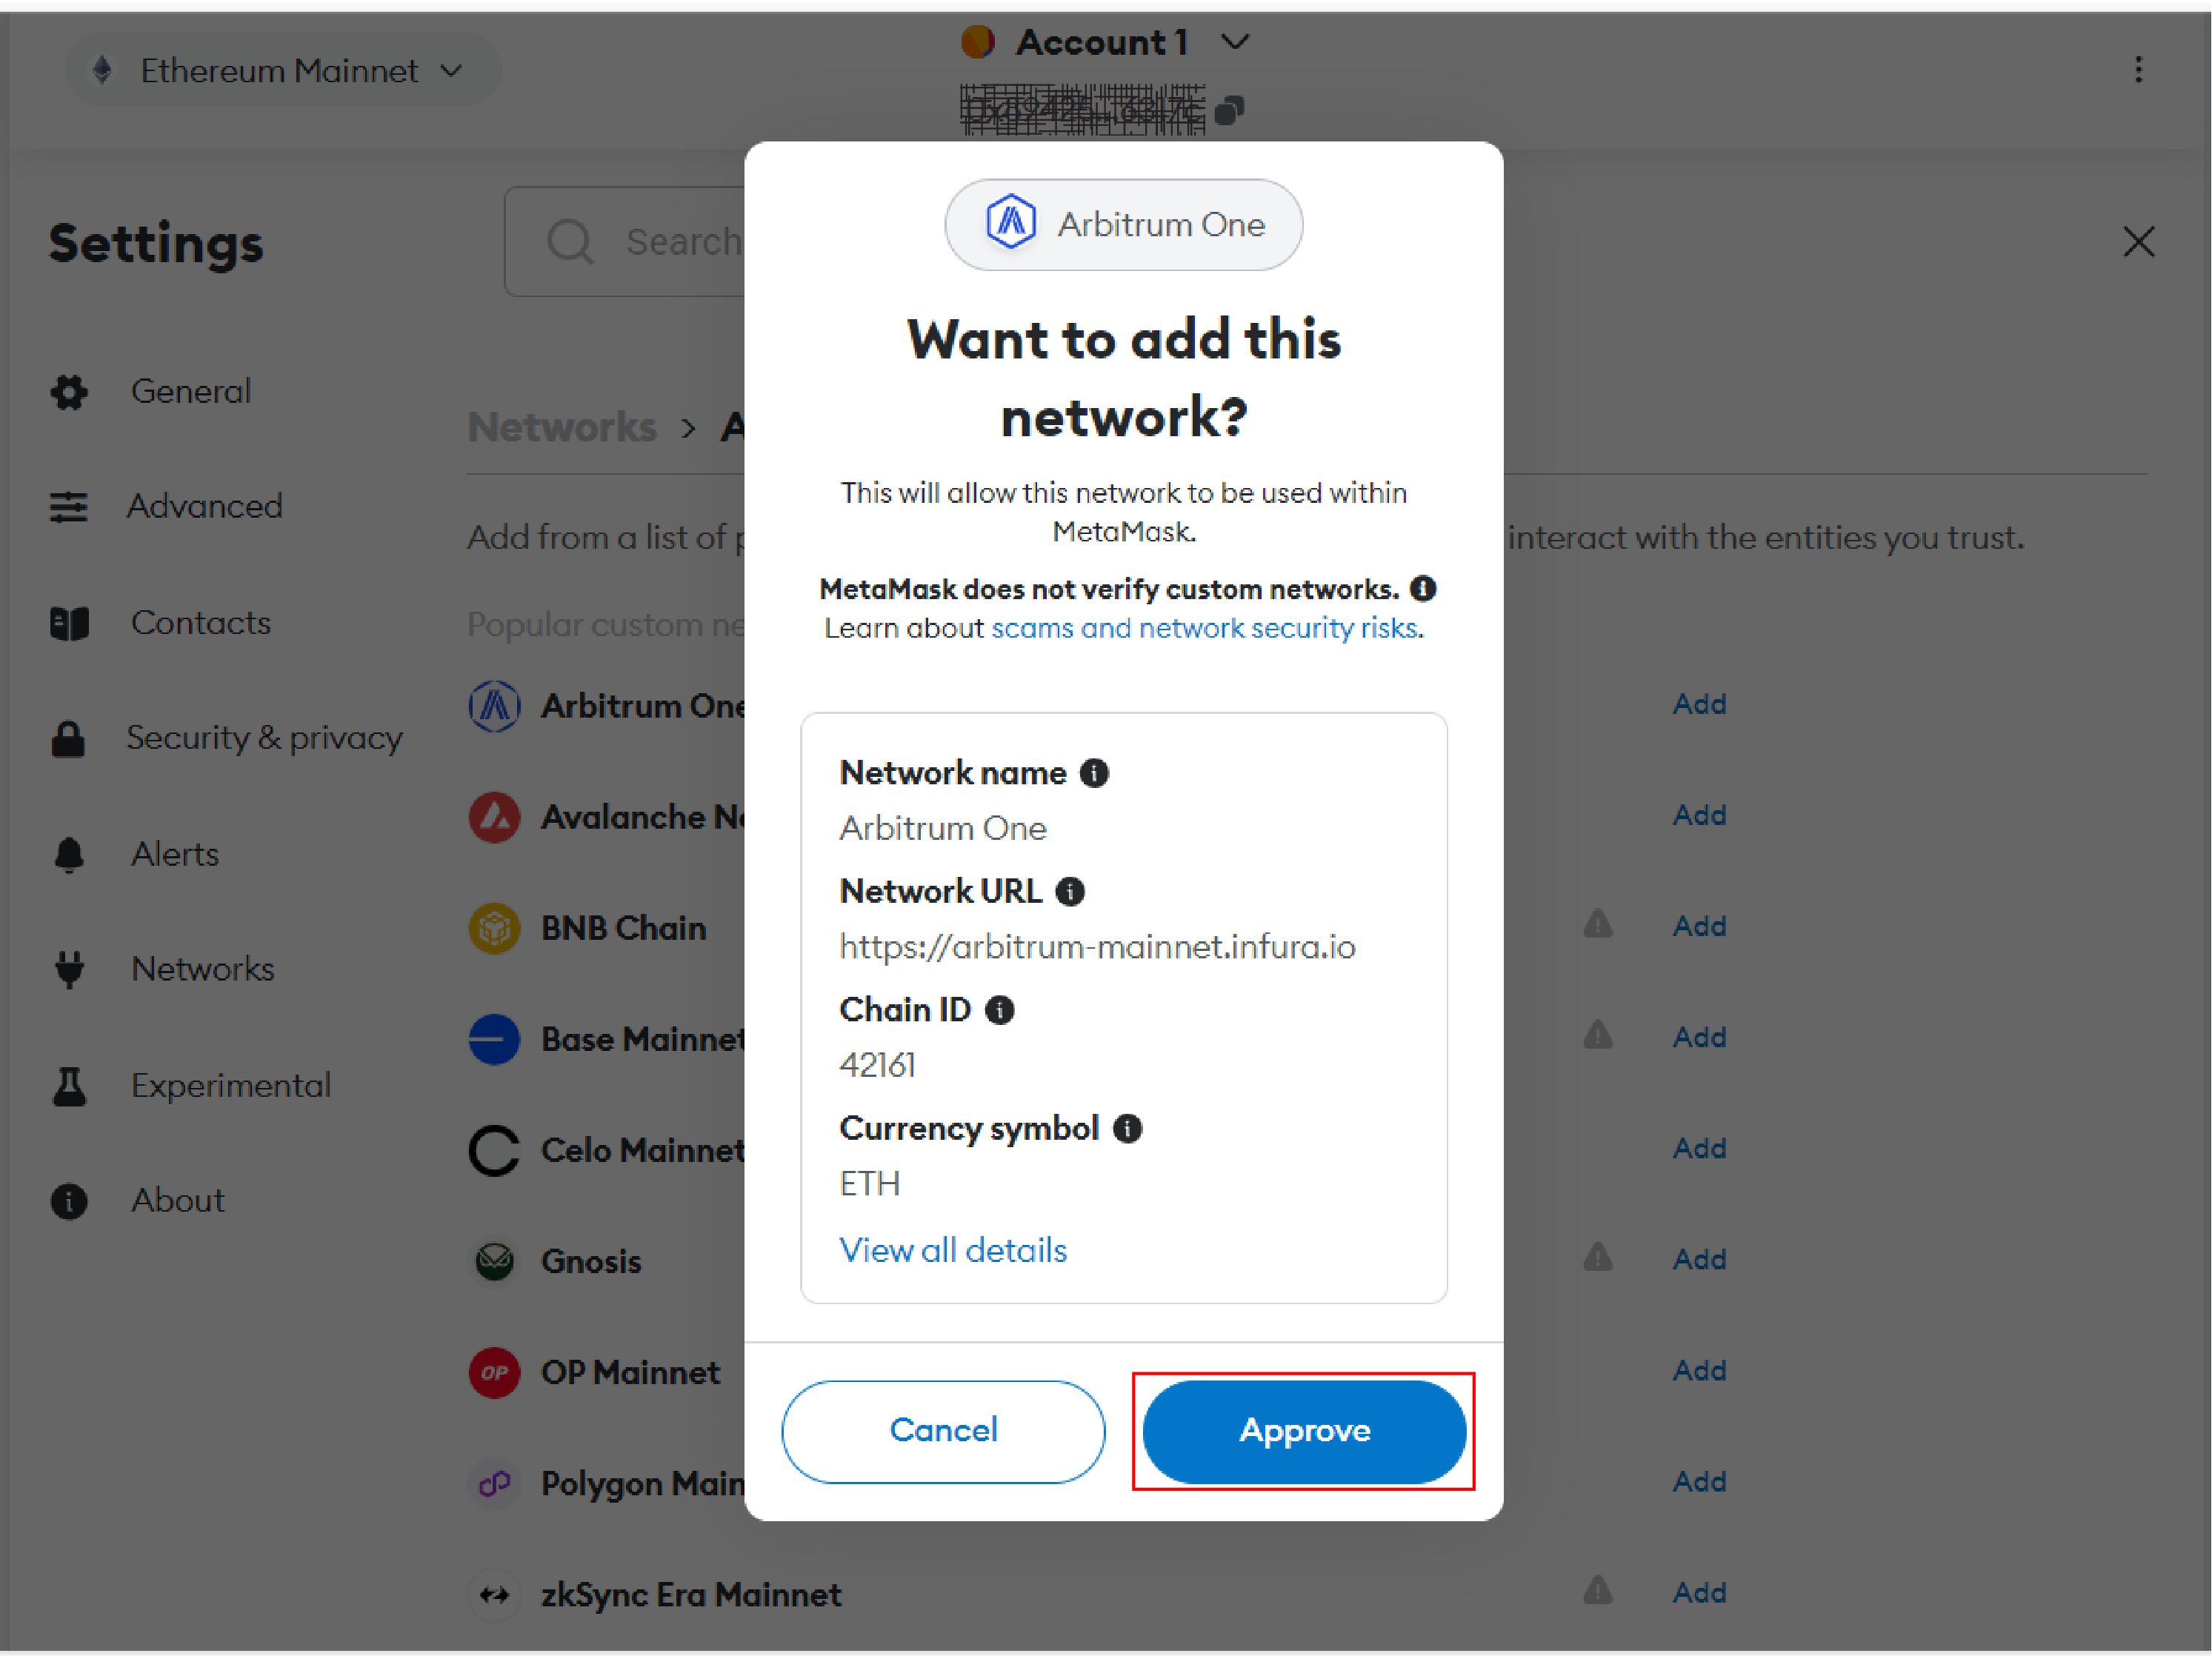 Ethereum Mainnet
Account 1
Settings
Search
General
Advanced
Contacts
Security & privacy
Alerts
Networks
Experimental
About
Networks >
Add from a list of
interact with the entities you trust.
Popular custom
Arbitrum One
Add
Avalanche
Add
BNB Chain
Add
Base Mainnet
Add
Celo Mainnet
Add
Gnosis
Add
OP
OP Mainnet
Add
Polygon
Add
zkSync Era Mainnet
Add
Arbitrum One
Want to add this
network?
This will allow this network to be used within
MetaMask.
MetaMask does not verify custom networks.
Learn about scams and network security risks.
Network name
Arbitrum One
Network URL
https://arbitrum-mainnet.infura.io
Chain ID
42161
Currency symbol
ETH
View all details
Cancel
Approve